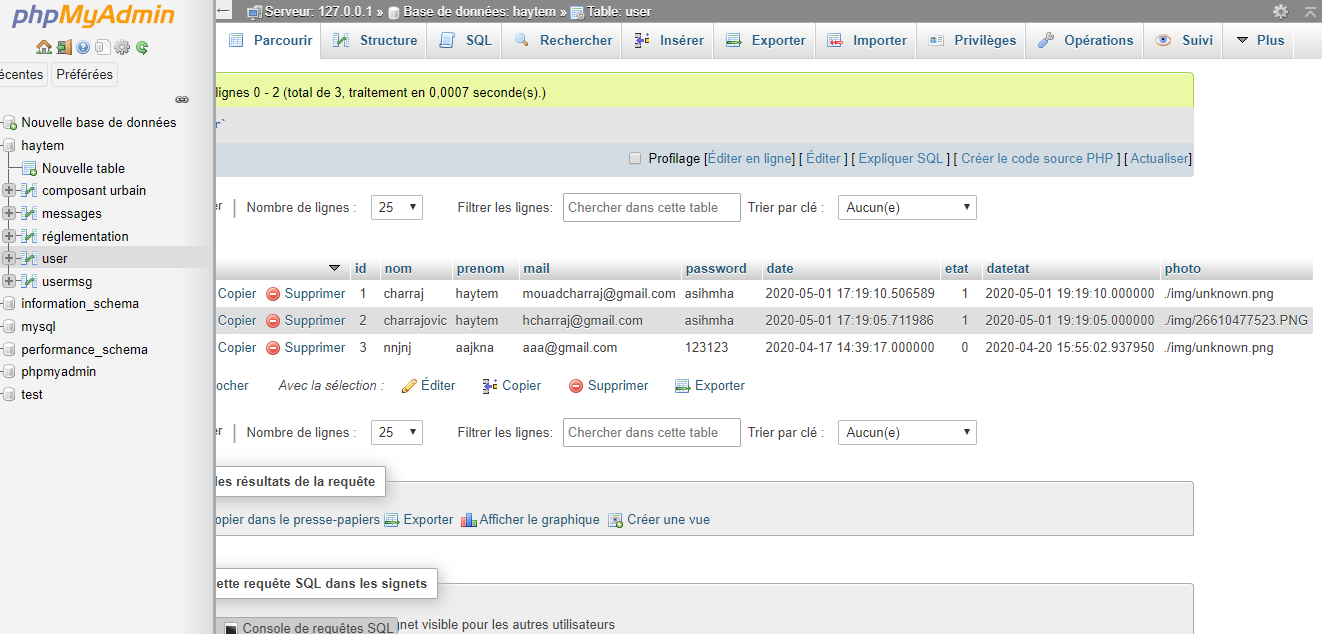 phpMyAdmin
écentes Préférées
Nouvelle base de données
haytem
Nouvelle table
composant urbain
messages
réglementation
user
usermsg
information_schema
mysql
performance_schema
phpmyadmin
test
Serveur: 127.0.0.1 » Base de données: haytem » Table: user
Parcourir Structure SQL Rechercher Insérer Exporter Importer Privilèges Opérations Suivi Plus
lignes 0 - 2 (total de 3, traitement en 0,0007 seconde(s).)
r`
Profilage [Éditer en ligne] [ Éditer ] [ Expliquer SQL ] [ Créer le code source PHP ] [ Actualiser]
er | Nombre de lignes : 25 Filtrer les lignes: Chercher dans cette table Trier par clé : Aucun(e)
id nom prenom mail password date etat datetat photo
Copier Supprimer 1 charraj haytem mouadcharraj@gmail.com asihmha 2020-05-01 17:19:10.506589 1 2020-05-01 19:19:10.000000 ./img/unknown.png
Copier Supprimer 2 charrajovic haytem hcharraj@gmail.com asihmha 2020-05-01 17:19:05.711986 1 2020-05-01 19:19:05.000000 ./img/26610477523.PNG
Copier Supprimer 3 nnjnj aajkna aaa@gmail.com 123123 2020-04-17 14:39:17.000000 0 2020-04-20 15:55:02.937950 ./img/unknown.png
ocher Avec la sélection : Éditer Copier Supprimer Exporter
er | Nombre de lignes : 25 Filtrer les lignes: Chercher dans cette table Trier par clé : Aucun(e)
les résultats de la requête
opier dans le presse-papiers Exporter Afficher le graphique Créer une vue
ette requête SQL dans les signets
Console de requêtes SQL gnet visible pour les autres utilisateurs